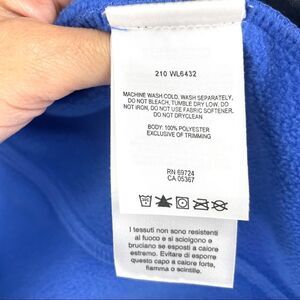 210 WL6432
MACHINE WASH COLD, WASH SEPARATELY,
DO NOT BLEACH, TUMBLE DRY LOW, DO
NOT IRON, DO NOT USE FABRIC SOFTENER.
DO NOT DRYCLEAN
BODY: 100% POLYESTER
EXCLUSIVE OF TRIMMING
RN 69724
CA 05367
I tessuti non sono resistenti
al fuoco e si sciolgono e
bruciano se esposti a calore
estremo. Evitare di esporre
questo capo a calore forte,
fiamma o scintille.